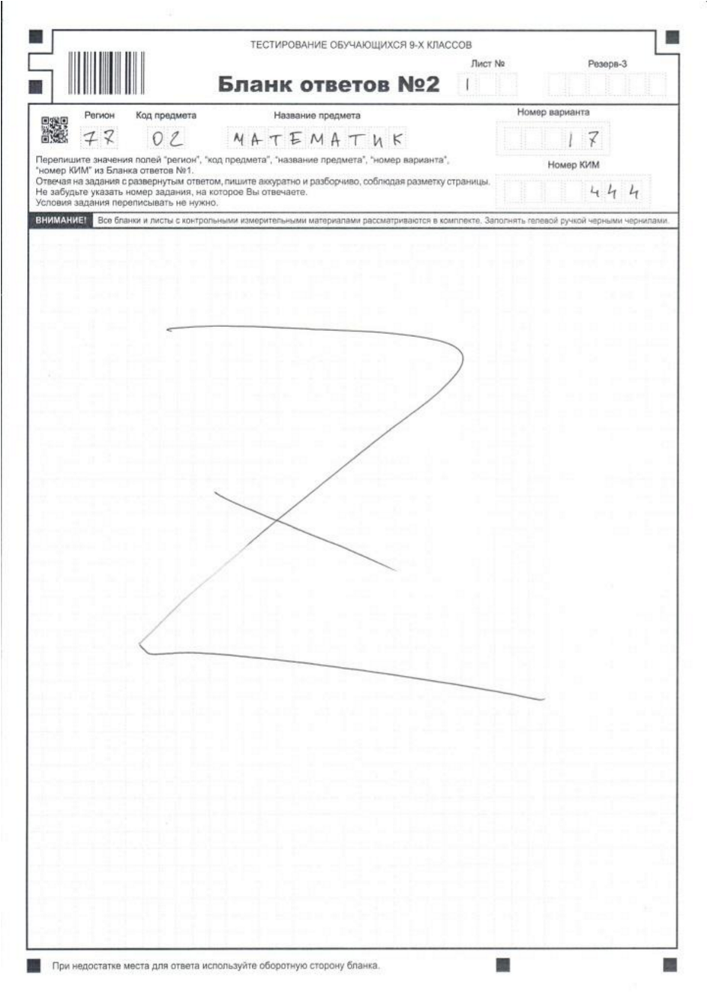 ТЕСТИРОВАНИЕ ОБУЧАЮЩИХСЯ 9-Х КЛАССОВ
Лист № Резерв-3
Бланк ответов №2 1
Регион Код предмета Название предмета Номер варианта
77 02 МАТЕМАТИК 17
Перепишите значения полей "регион", "код предмета", "название предмета", "номер варианта",
"номер КИМ" из Бланка ответов №1.
Номер КИМ
Отвечая на задания с развернутым ответом, пишите аккуратно и разборчиво, соблюдая разметку страницы.
Не забудьте указать номер задания, на которое Вы отвечаете. 444
Условия задания переписывать не нужно.
ВНИМАНИЕ! Все бланки и листы с контрольными измерительными материалами рассматриваются в комплекте. Заполнять гелевой ручкой черными чернилами.
При недостатке места для ответа используйте оборотную сторону бланка.